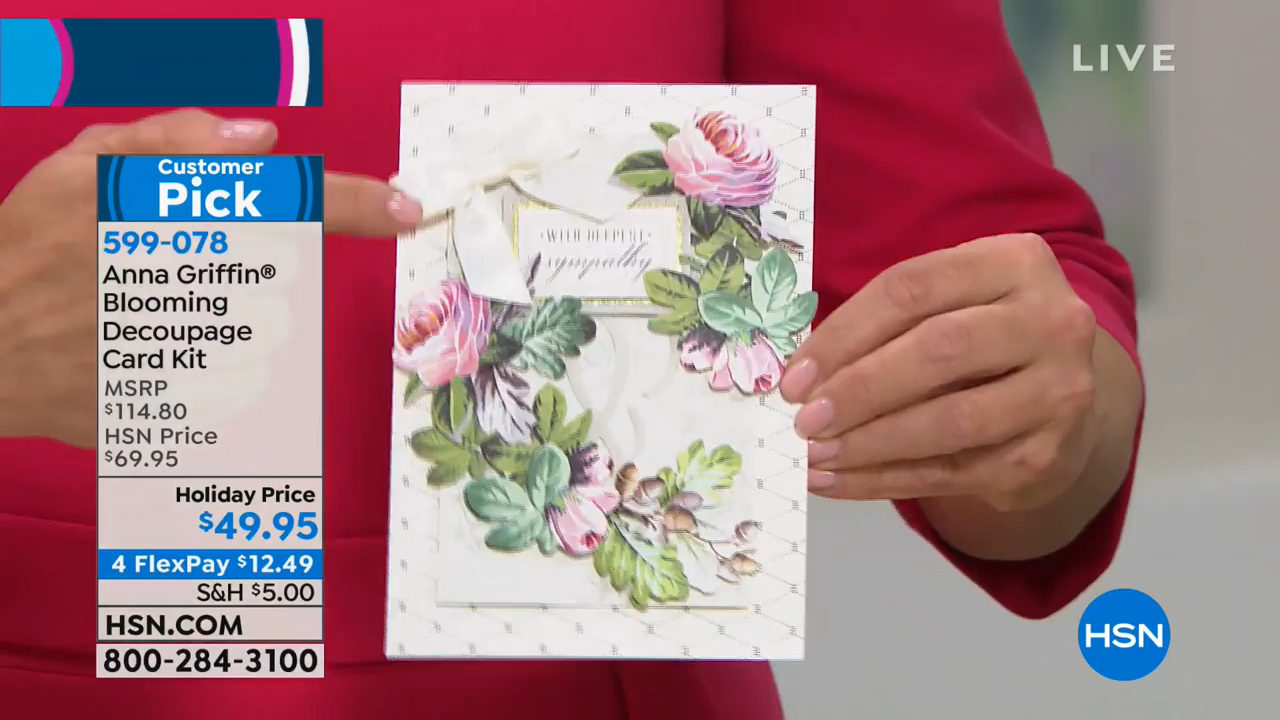 LIVE
Customer
Pick
599-078
Anna Griffin®
Blooming
Decoupage
Card Kit
MSRP
$114.80
HSN Price
$69.95
Holiday Price
$49.95
4 FlexPay $12.49
S&H $5.00
HSN.COM
800-284-3100
WITH DEEPEST
sympathy
HSN